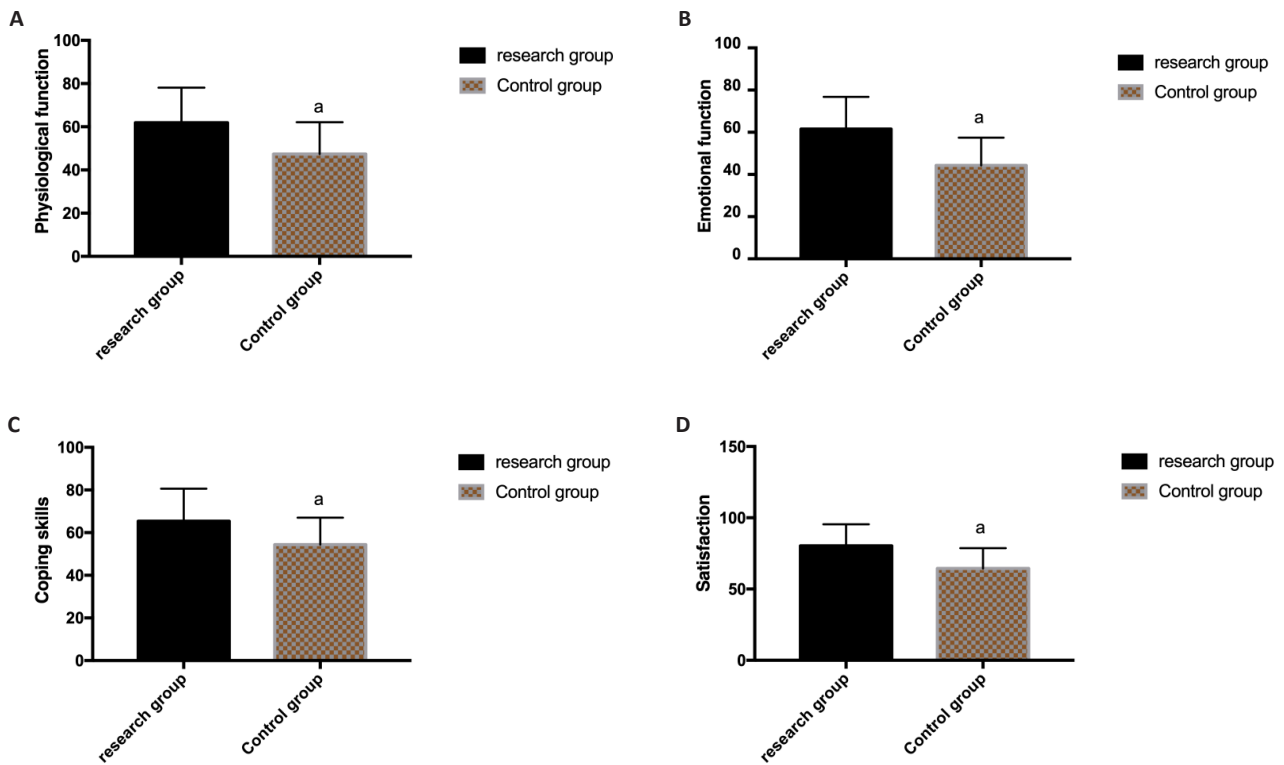 A
Physiological function
100
80
60
40
20
0
a
research group
Control group
research group
Control group
B
Emotional function
100
80
60
40
20
0
a
research group
Control group
research group
Control group
C
Coping skills
100
80
60
40
20
0
a
research group
Control group
research group
Control group
D
Satisfaction
150
100
50
0
a
research group
Control group
research group
Control group